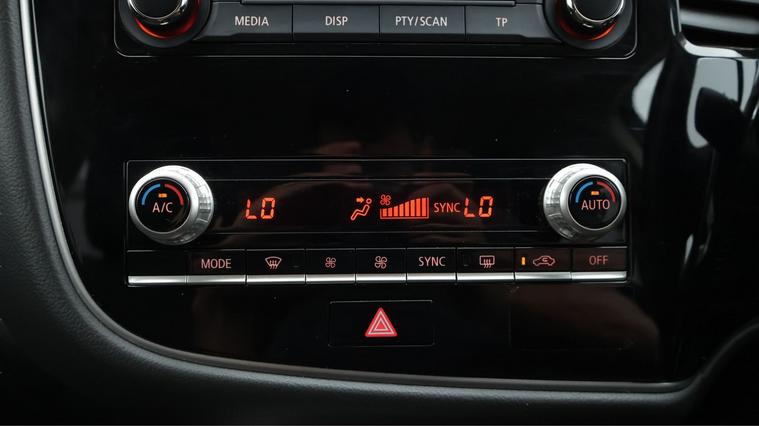 MEDIA DISP PTY/SCAN TP
A/C LO SYNC LO AUTO
MODE SYNC OFF